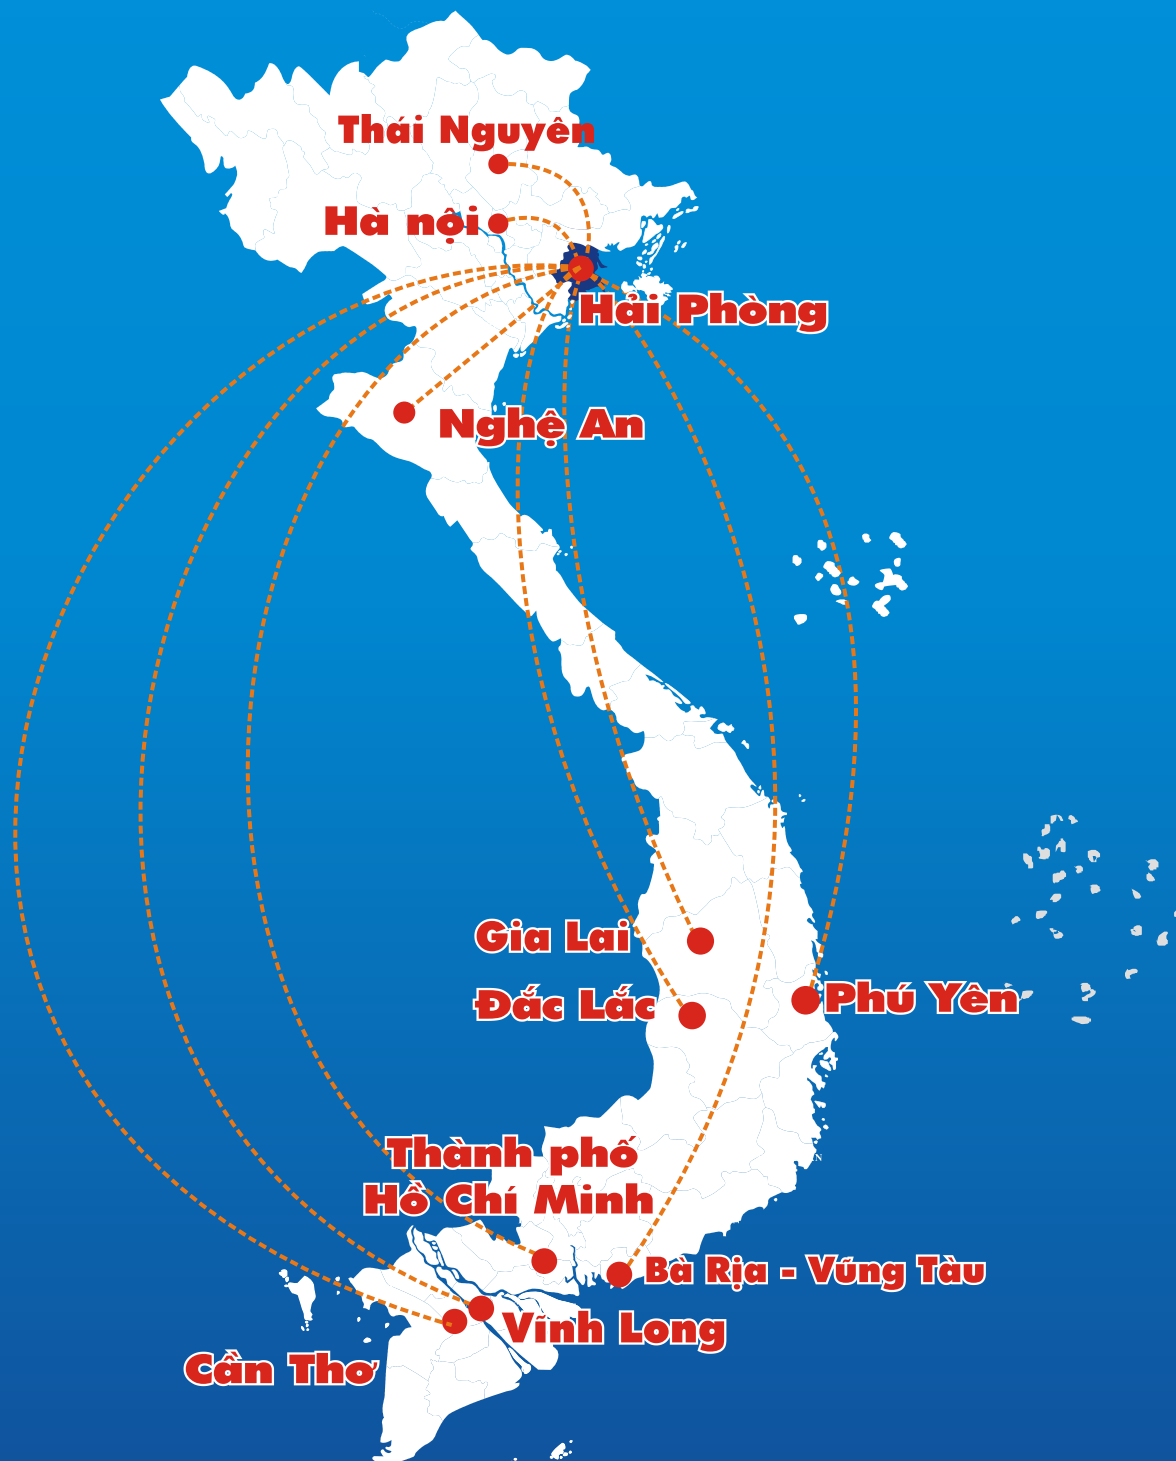 Thái Nguyên
Hà nội
Hải Phòng
Nghệ An
Gia Lai
Đắc Lắc
Phú Yên
Thành phố
Hồ Chí Minh
Bà Rịa - Vũng Tàu
Vĩnh Long
Cần Thơ